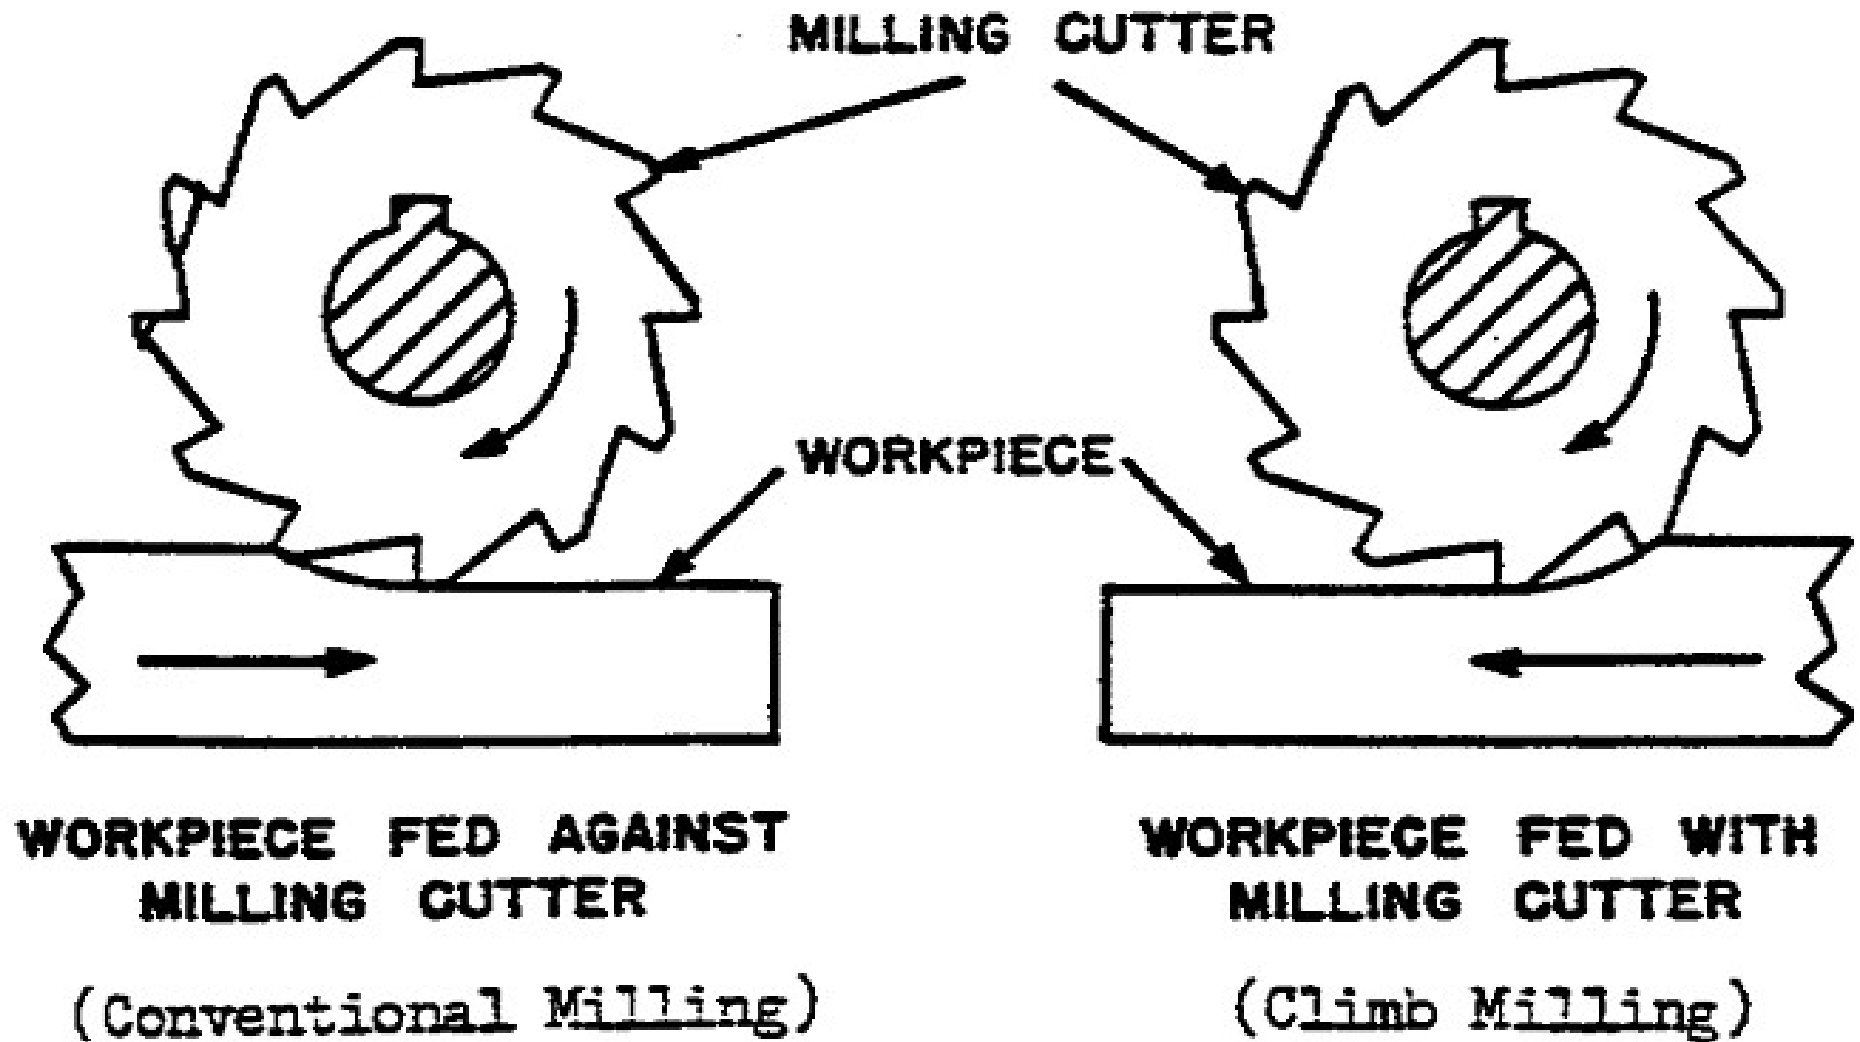 MILLING CUTTER
WORKPIECE
WORKPIECE FED AGAINST
MILLING CUTTER
(Conventional Milling)
WORKPIECE FED WITH
MILLING CUTTER
(Climb Milling)